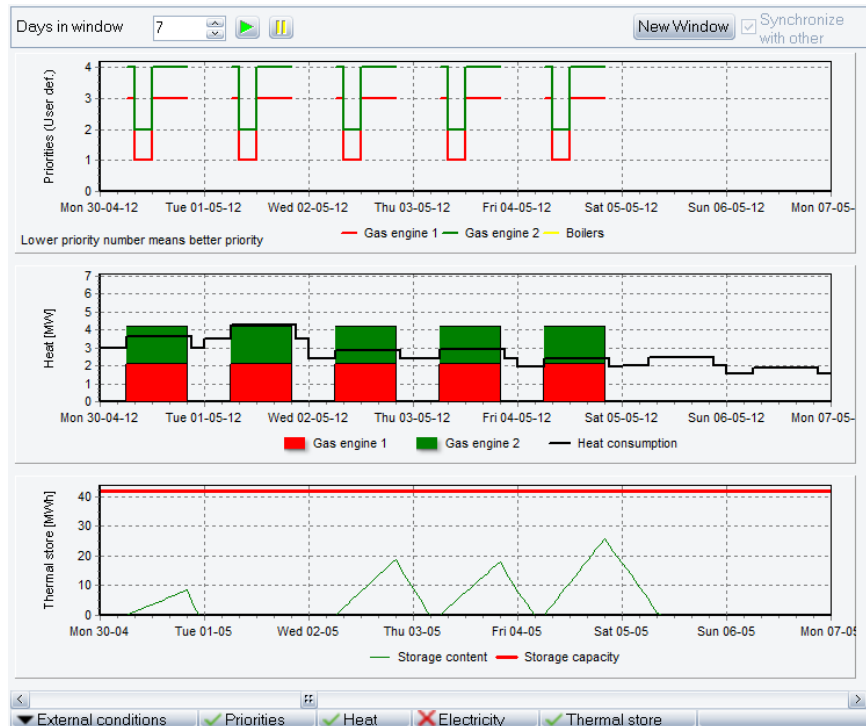 Days in window 7 New Window Synchronize with other
Priorities (User def.)
4
3
2
1
0
Mon 30-04-12 Tue 01-05-12 Wed 02-05-12 Thu 03-05-12 Fri 04-05-12 Sat 05-05-12 Sun 06-05-12 Mon 07-05-
Lower priority number means better priority
Gas engine 1 Gas engine 2 Boilers
Heat [MW]
7
6
5
4
3
2
1
0
Mon 30-04-12 Tue 01-05-12 Wed 02-05-12 Thu 03-05-12 Fri 04-05-12 Sat 05-05-12 Sun 06-05-12 Mon 07-05-
Gas engine 1 Gas engine 2 Heat consumption
Thermal store [MWh]
40
30
20
10
0
Mon 30-04 Tue 01-05 Wed 02-05 Thu 03-05 Fri 04-05 Sat 05-05 Sun 06-05 Mon 07-05
Storage content Storage capacity
External conditions Priorities Heat Electricity Thermal store